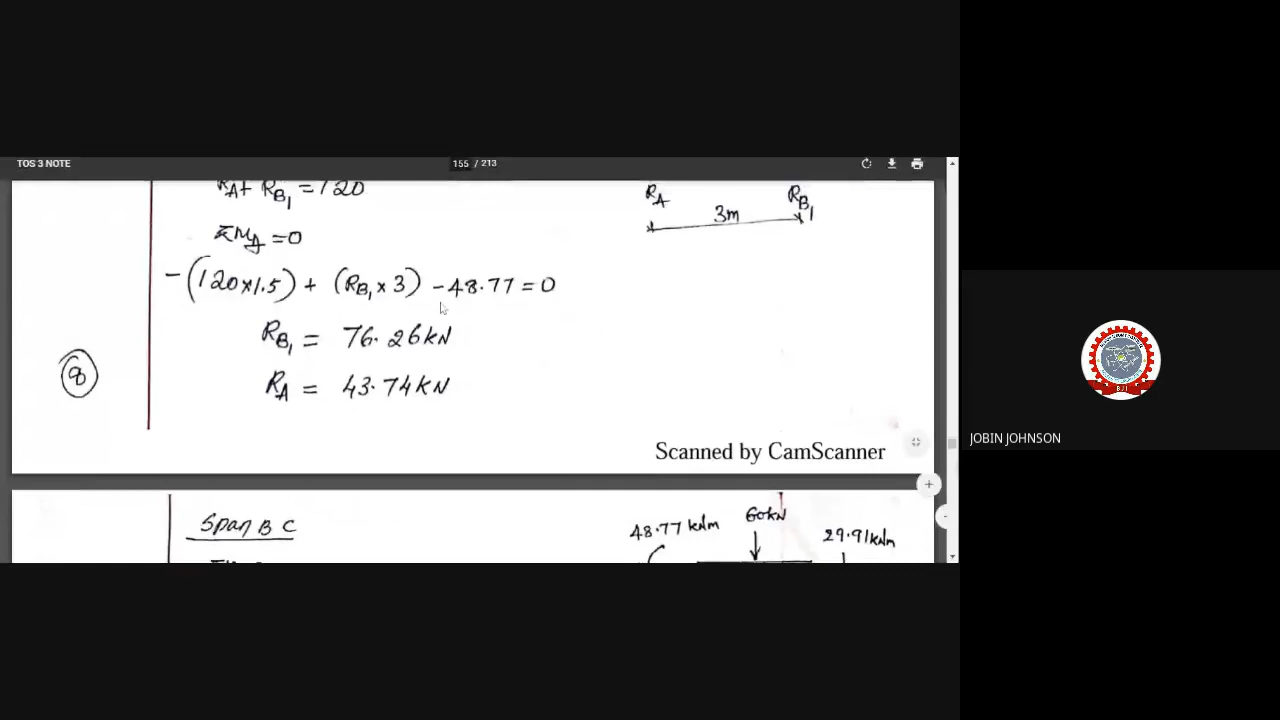 TOS 3 NOTE
155 / 213
RA+ RB1 = 120
RA
RB1
3m
ΣMA = 0
-(120×1.5) + (RB1 × 3) - 48.77 = 0
RB1 = 76.26kN
8
RA = 43.74kN
Scanned by CamScanner
JOBIN JOHNSON
BJI
Span BC
48.77 kNm
60kN
29.91kNm